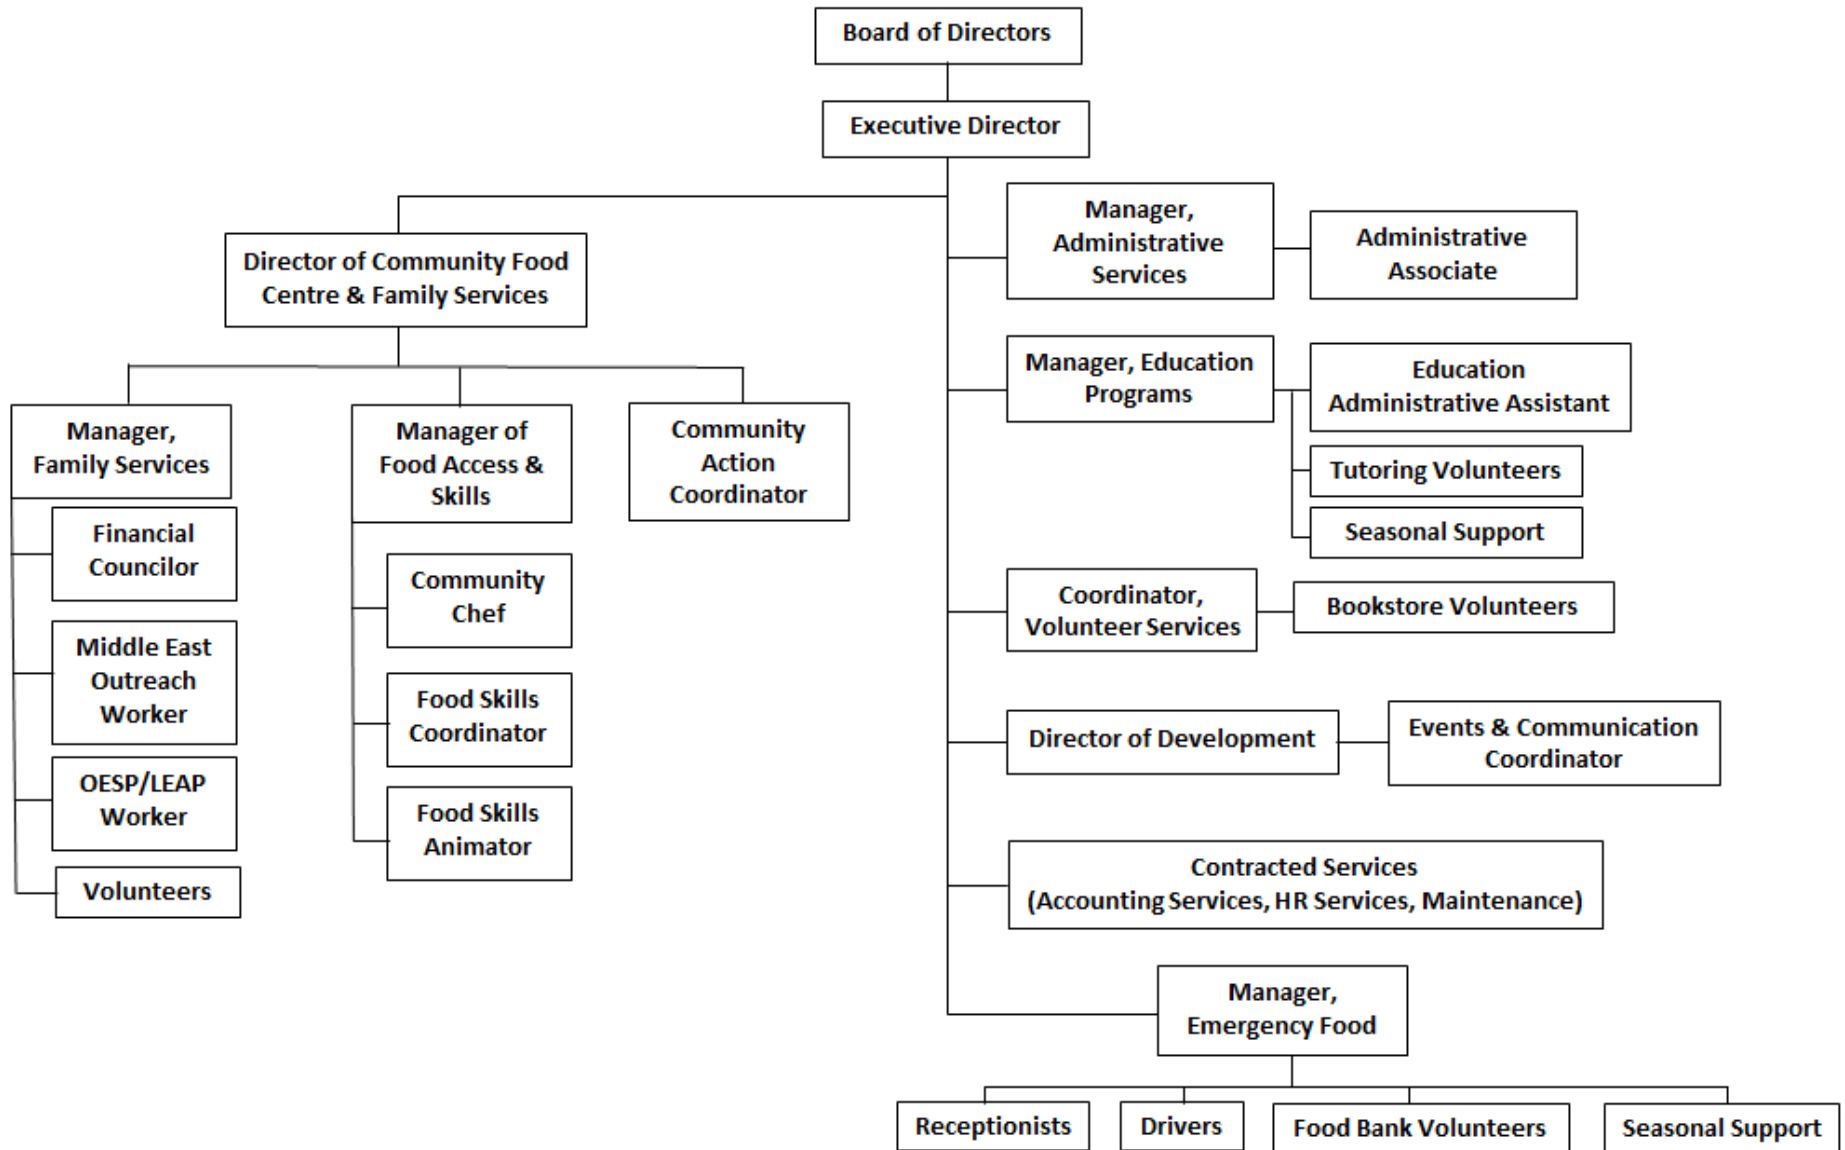 Board of Directors
Executive Director
Director of Community Food
Centre & Family Services
Manager,
Family Services
Financial
Councilor
Middle East
Outreach
Worker
OESP/LEAP
Worker
Volunteers
Manager of
Food Access &
Skills
Community
Chef
Food Skills
Coordinator
Food Skills
Animator
Community
Action
Coordinator
Manager,
Administrative
Services
Administrative
Associate
Manager, Education
Programs
Education
Administrative Assistant
Tutoring Volunteers
Seasonal Support
Coordinator,
Volunteer Services
Bookstore Volunteers
Director of Development
Events & Communication
Coordinator
Contracted Services
(Accounting Services, HR Services, Maintenance)
Manager,
Emergency Food
Receptionists
Drivers
Food Bank Volunteers
Seasonal Support